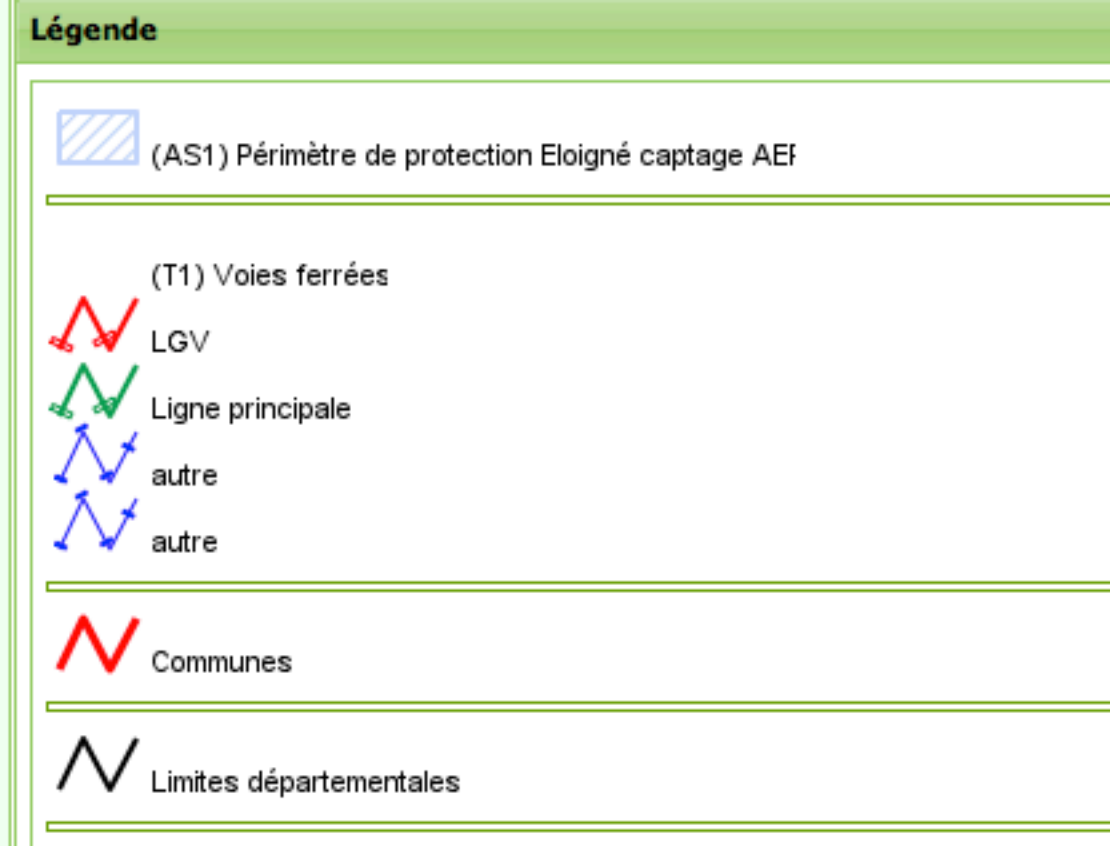 Légende
(AS1) Périmètre de protection Eloigné captage
(T1) Voies ferrées
LGV
Ligne principale
autre
autre
Communes
Limites départementales